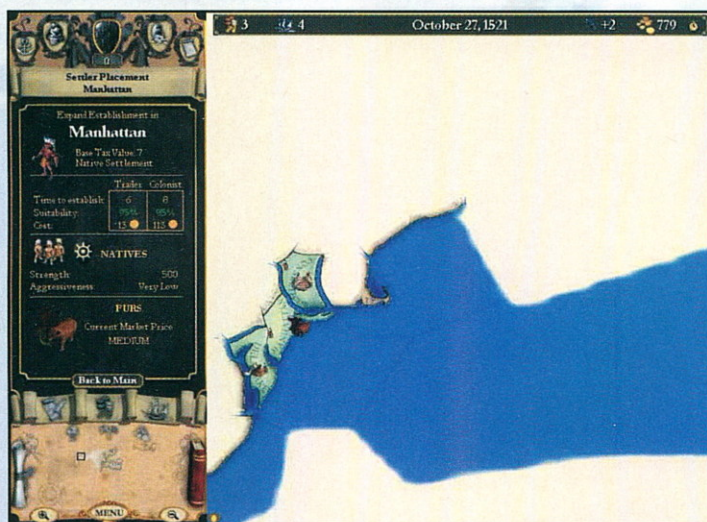 3
4
October 27, 1521
+2
779
0
Settler Placement
Manhattan
Expand Establishment in
Manhattan
Base Tax Value: 7
Native Settlement
Trades Colonist
Time to establish: 6 8
Suitability: 95% 95%
Cost: 15 115
NATIVES
Strength: 500
Aggressiveness: Very Low
FURS
Current Market Price
MEDIUM
Back to Main
MENU